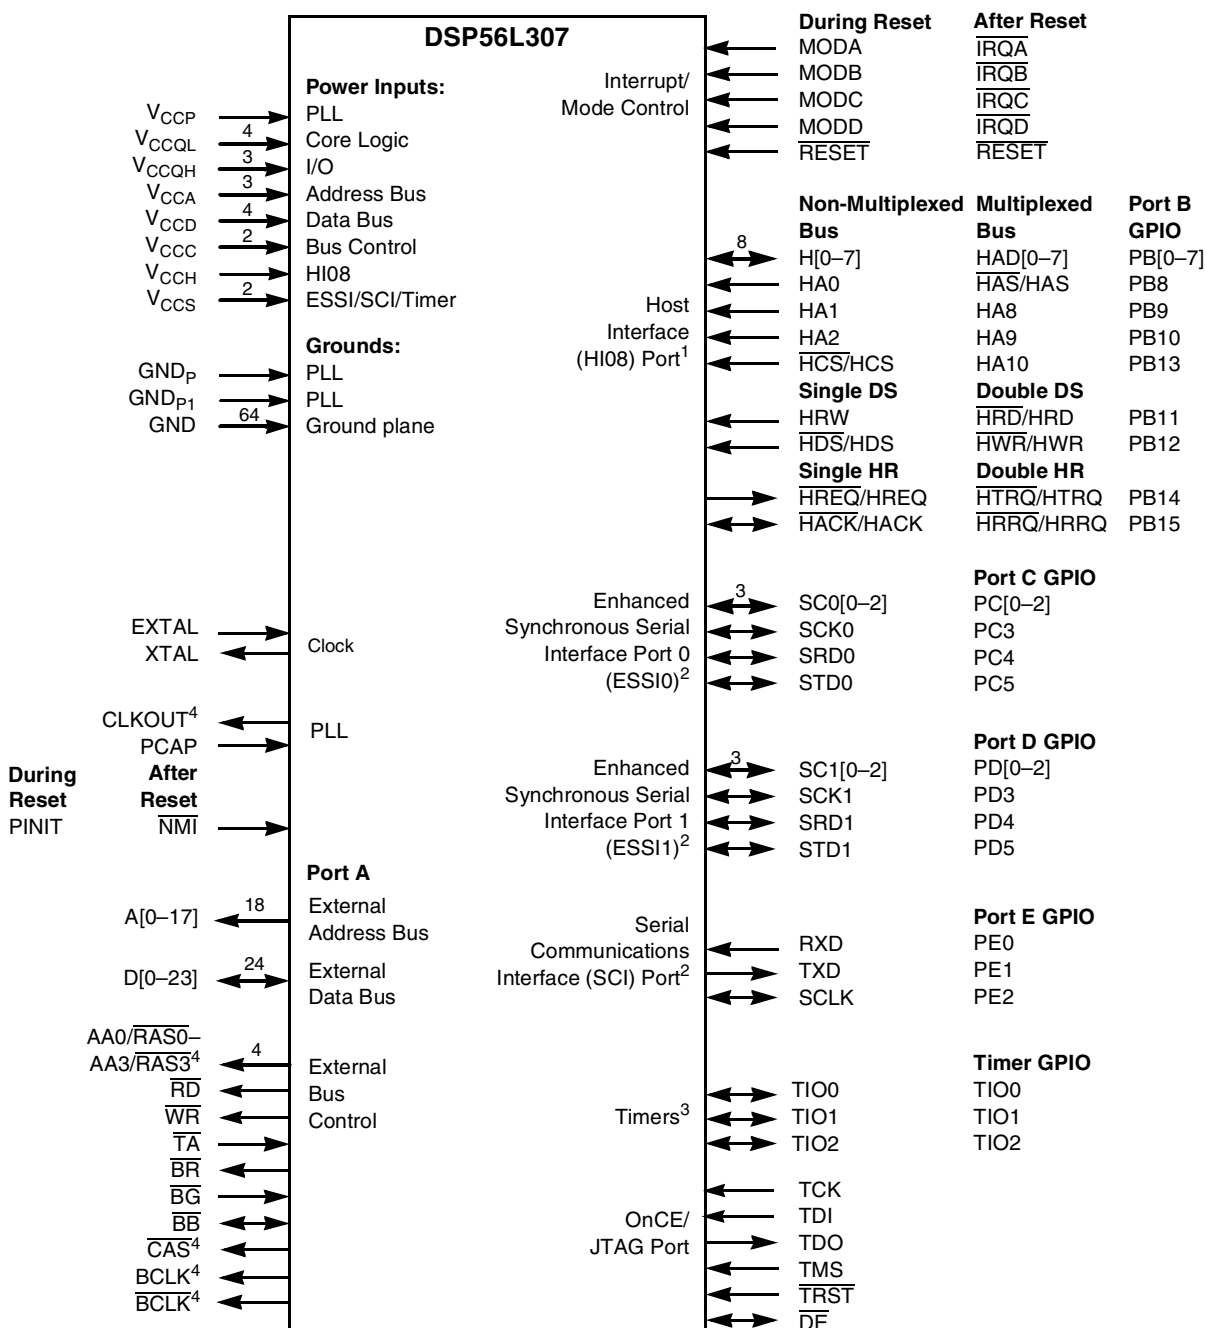 DSP56L307
During Reset After Reset
MODA IRQA
MODB IRQB
MODC IRQC
MODD IRQD
RESET RESET
Interrupt/
Mode Control
Power Inputs:
V_CCP PLL
V_CCQL 4 Core Logic
V_CCQH 3 I/O
V_CCA 3 Address Bus
V_CCD 4 Data Bus
V_CCC 2 Bus Control
V_CCH HI08
V_CCS 2 ESSI/SCI/Timer
Grounds:
GND_P PLL
GND_P1 PLL
GND 64 Ground plane
Non-Multiplexed Multiplexed Port B
Bus Bus GPIO
8 H[0–7] HAD[0–7] PB[0–7]
HA0 HAS/HAS PB8
Host HA1 HA8 PB9
Interface HA2 HA9 PB10
(HI08) Port¹ HCS/HCS HA10 PB13
Single DS Double DS
HRW HRD/HRD PB11
HDS/HDS HWR/HWR PB12
Single HR Double HR
HREQ/HREQ HTRQ/HTRQ PB14
HACK/HACK HRRQ/HRRQ PB15
EXTAL
XTAL
Clock
CLKOUT⁴
PCAP
PLL
During After
Reset Reset
PINIT NMI
Port C GPIO
Enhanced 3 SC0[0–2] PC[0–2]
Synchronous Serial SCK0 PC3
Interface Port 0 SRD0 PC4
(ESSI0)² STD0 PC5
Port D GPIO
Enhanced 3 SC1[0–2] PD[0–2]
Synchronous Serial SCK1 PD3
Interface Port 1 SRD1 PD4
(ESSI1)² STD1 PD5
Port A
A[0–17] 18 External
Address Bus
D[0–23] 24 External
Data Bus
AA0/RAS0–
AA3/RAS3⁴ 4 External
RD Bus
WR Control
TA
BR
BG
BB
CAS⁴
BCLK⁴
BCLK⁴
Port E GPIO
Serial
Communications RXD PE0
Interface (SCI) Port² TXD PE1
SCLK PE2
Timer GPIO
TIO0 TIO0
Timers³ TIO1 TIO1
TIO2 TIO2
TCK
OnCE/ TDI
JTAG Port TDO
TMS
TRST
DE